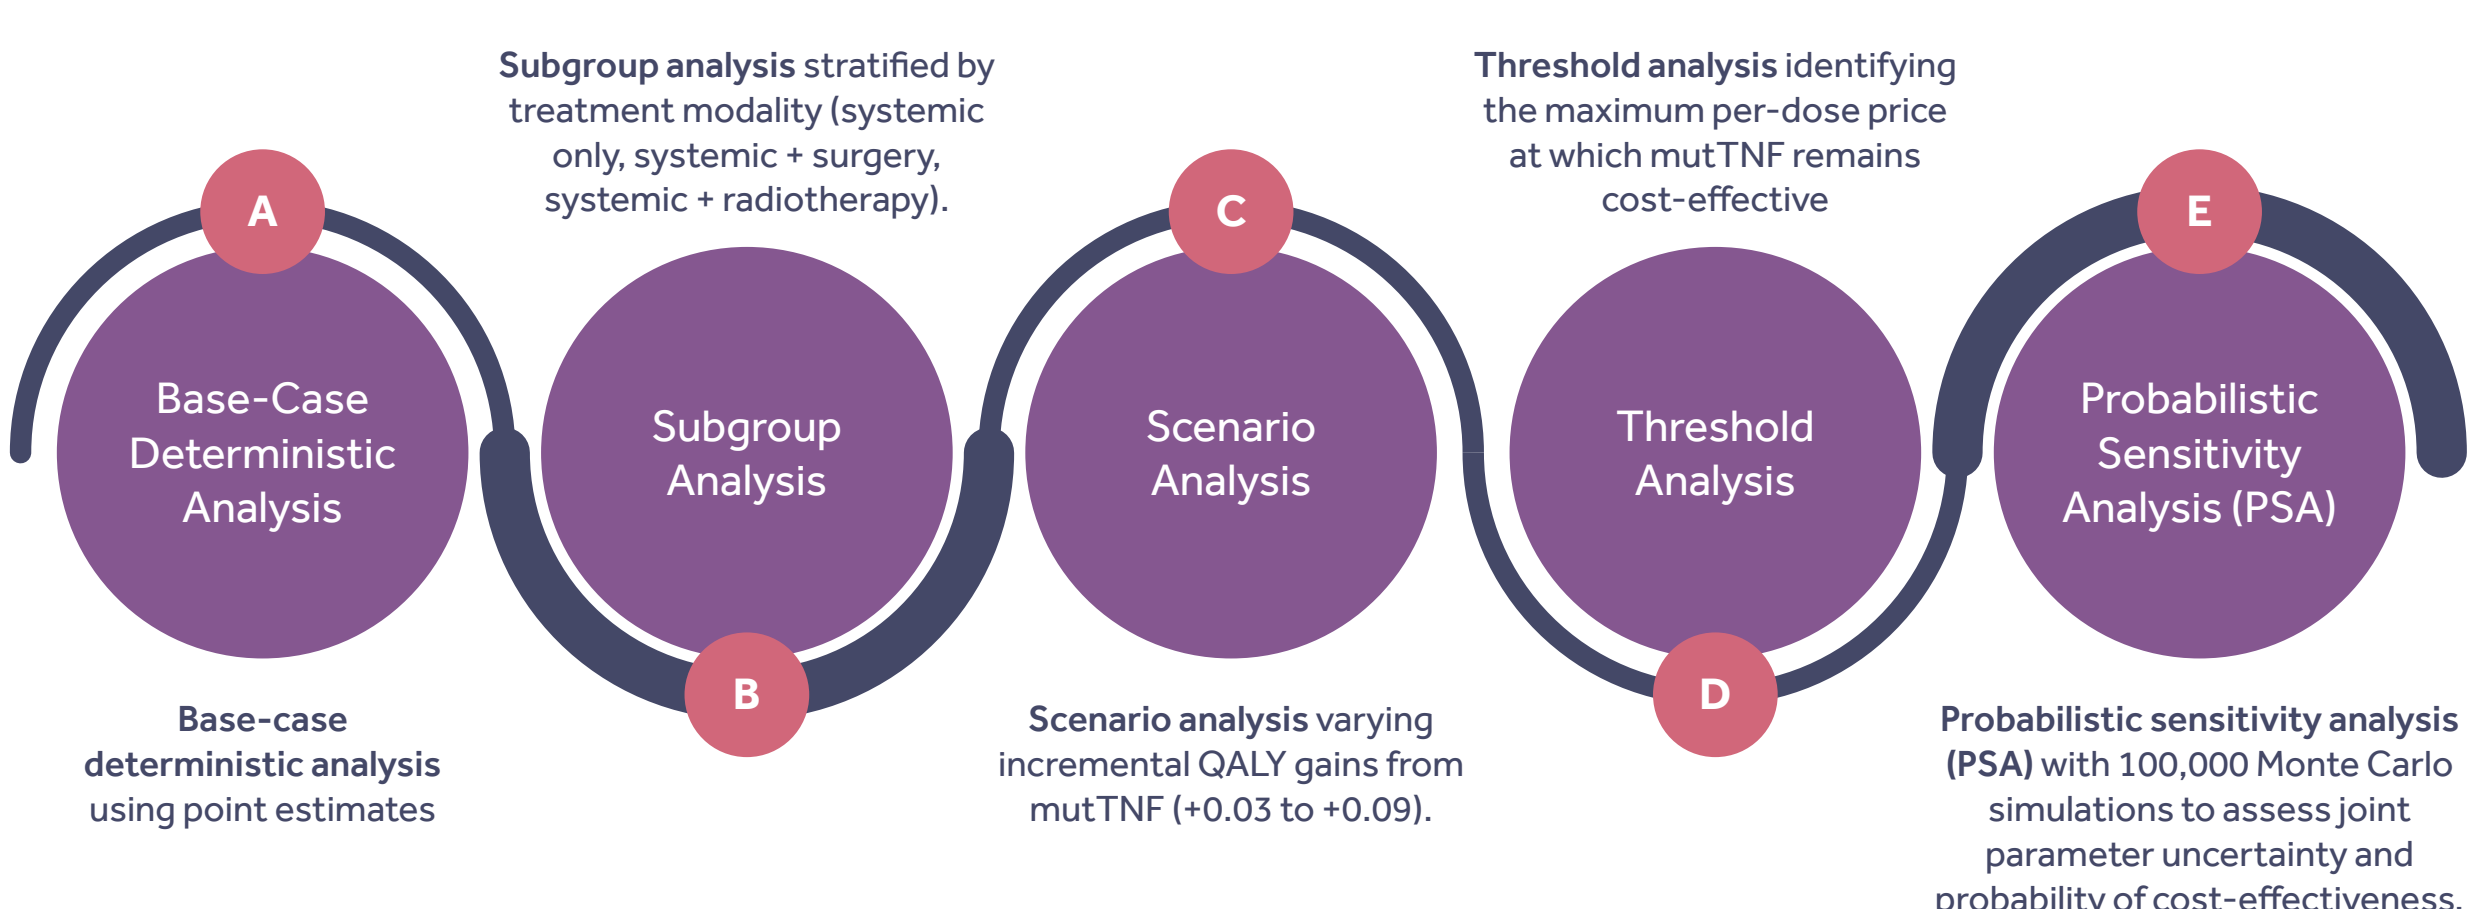 A
Base-Case
Deterministic
Analysis
Base-case
deterministic analysis
using point estimates
Subgroup analysis stratified by
treatment modality (systemic
only, systemic + surgery,
systemic + radiotherapy).
Subgroup
Analysis
B
C
Scenario
Analysis
Scenario analysis varying
incremental QALY gains from
mutTNF (+0.03 to +0.09).
Threshold analysis identifying
the maximum per-dose price
at which mutTNF remains
cost-effective
Threshold
Analysis
D
E
Probabilistic
Sensitivity
Analysis (PSA)
Probabilistic sensitivity analysis
(PSA) with 100,000 Monte Carlo
simulations to assess joint
parameter uncertainty and
probability of cost-effectiveness.